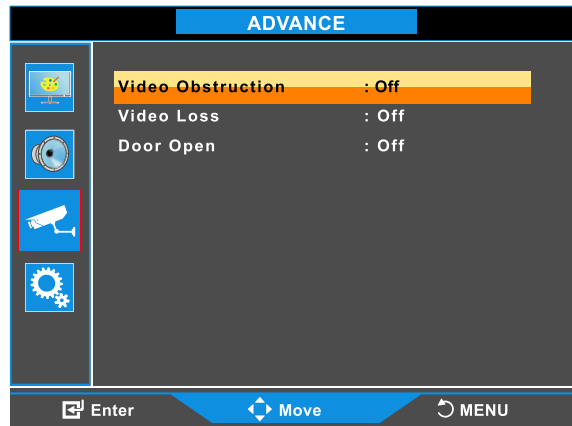 ADVANCE
Video Obstruction : Off
Video Loss : Off
Door Open : Off
Enter Move MENU